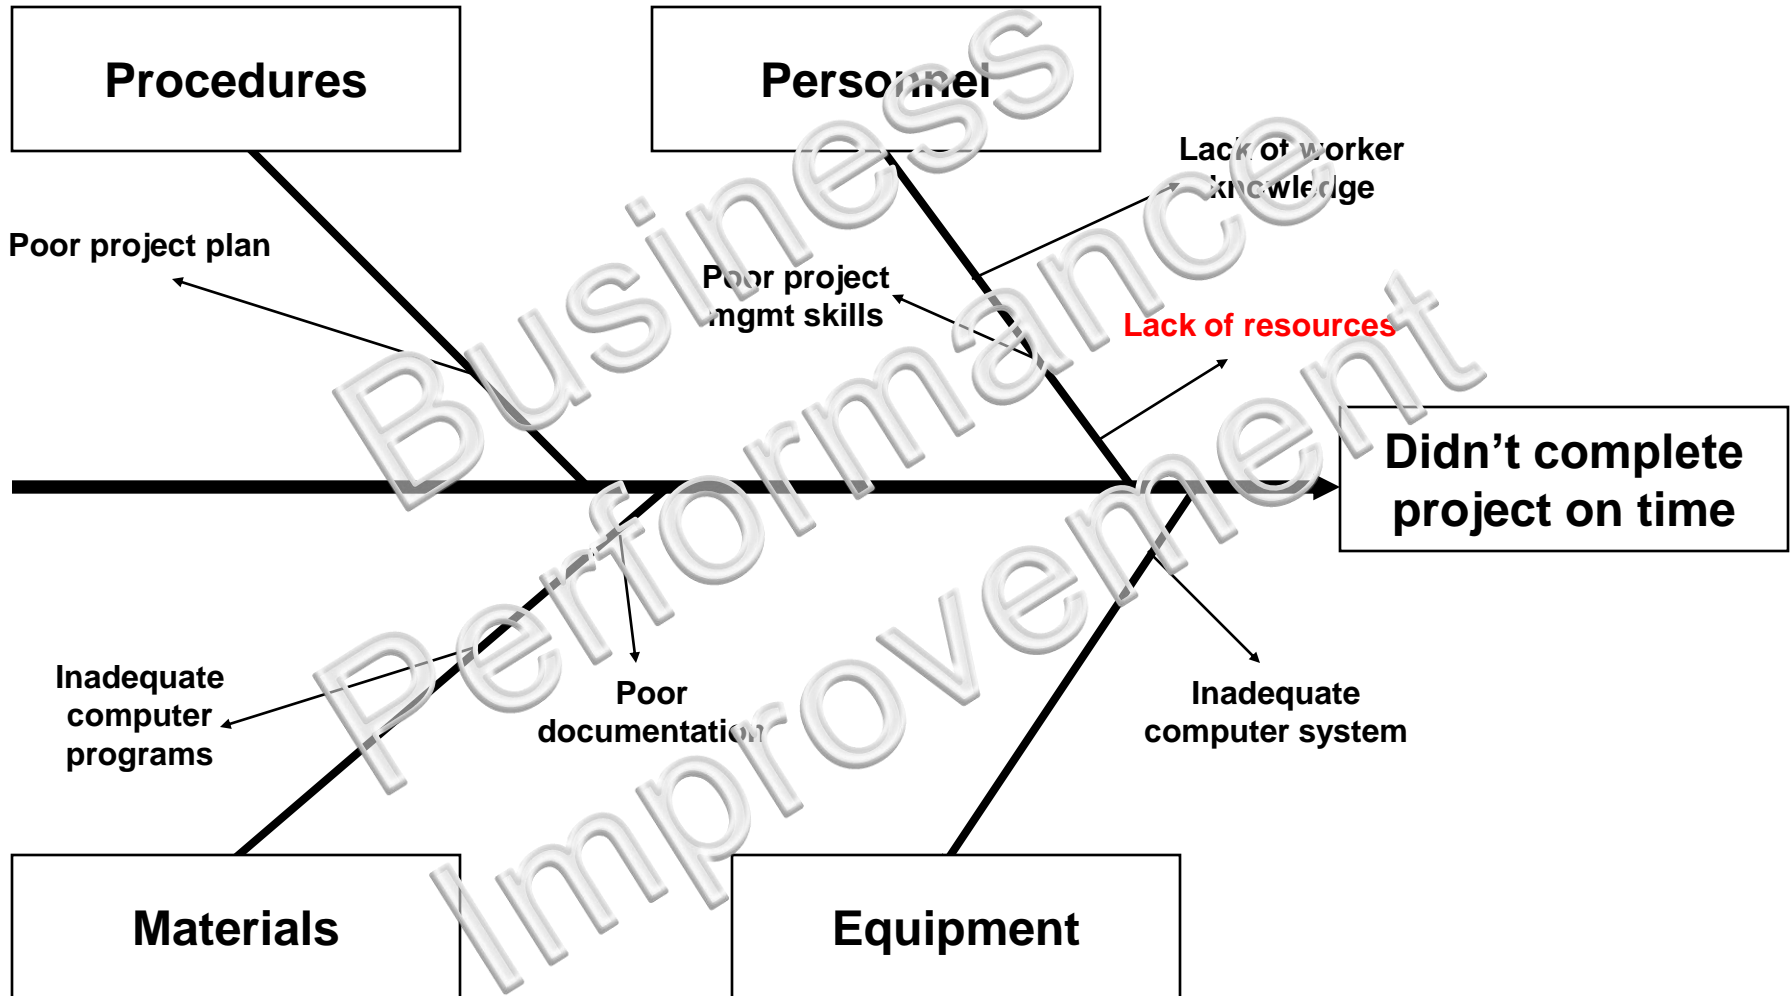 Procedures
Personnel
Lack of worker
knowledge
Poor project plan
Poor project
mgmt skills
Lack of resources
Didn't complete
project on time
Inadequate
computer
programs
Poor
documentation
Inadequate
computer system
Materials
Equipment
Business
Performance
Improvement